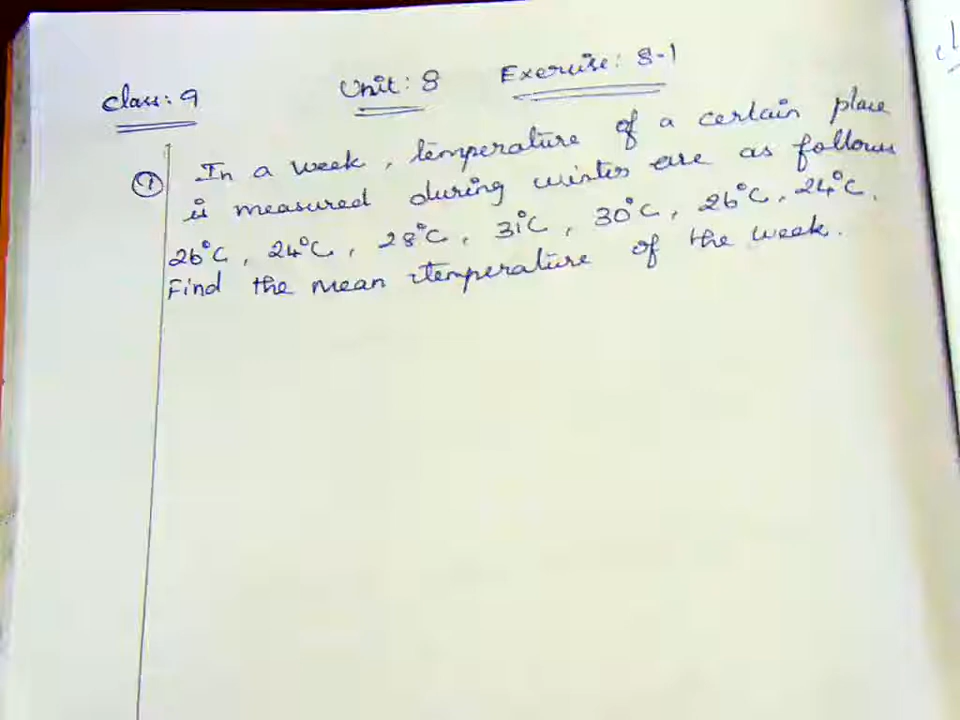 Class: 9 Unit: 8 Exercise: 8-1
① In a week, temperature of a certain place
is measured during winter are as follows
26°C, 24°C, 28°C, 31°C, 30°C, 26°C, 24°C.
Find the mean temperature of the week.